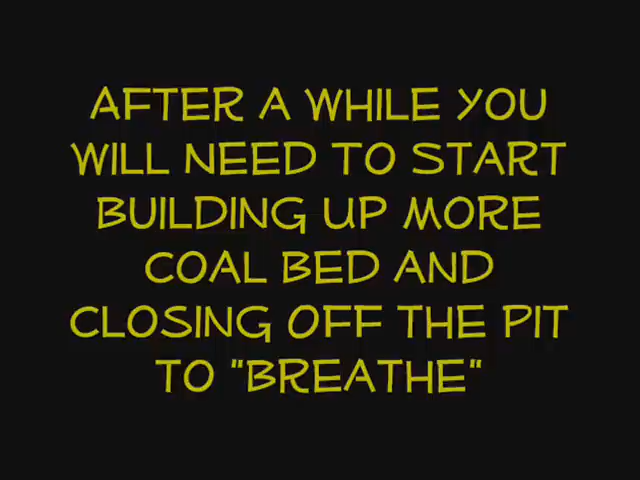 AFTER A WHILE YOU
WILL NEED TO START
BUILDING UP MORE
COAL BED AND
CLOSING OFF THE PIT
TO "BREATHE"